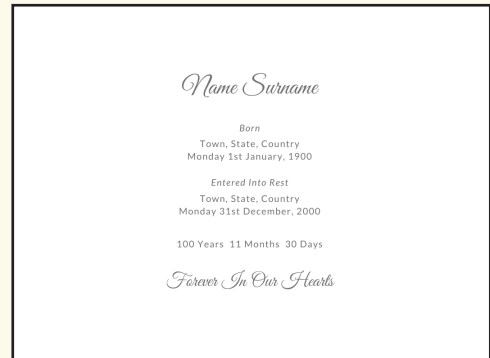 Name Surname
Born
Town, State, Country
Monday 1st January, 1900
Entered Into Rest
Town, State, Country
Monday 31st December, 2000
100 Years 11 Months 30 Days
Forever In Our Hearts